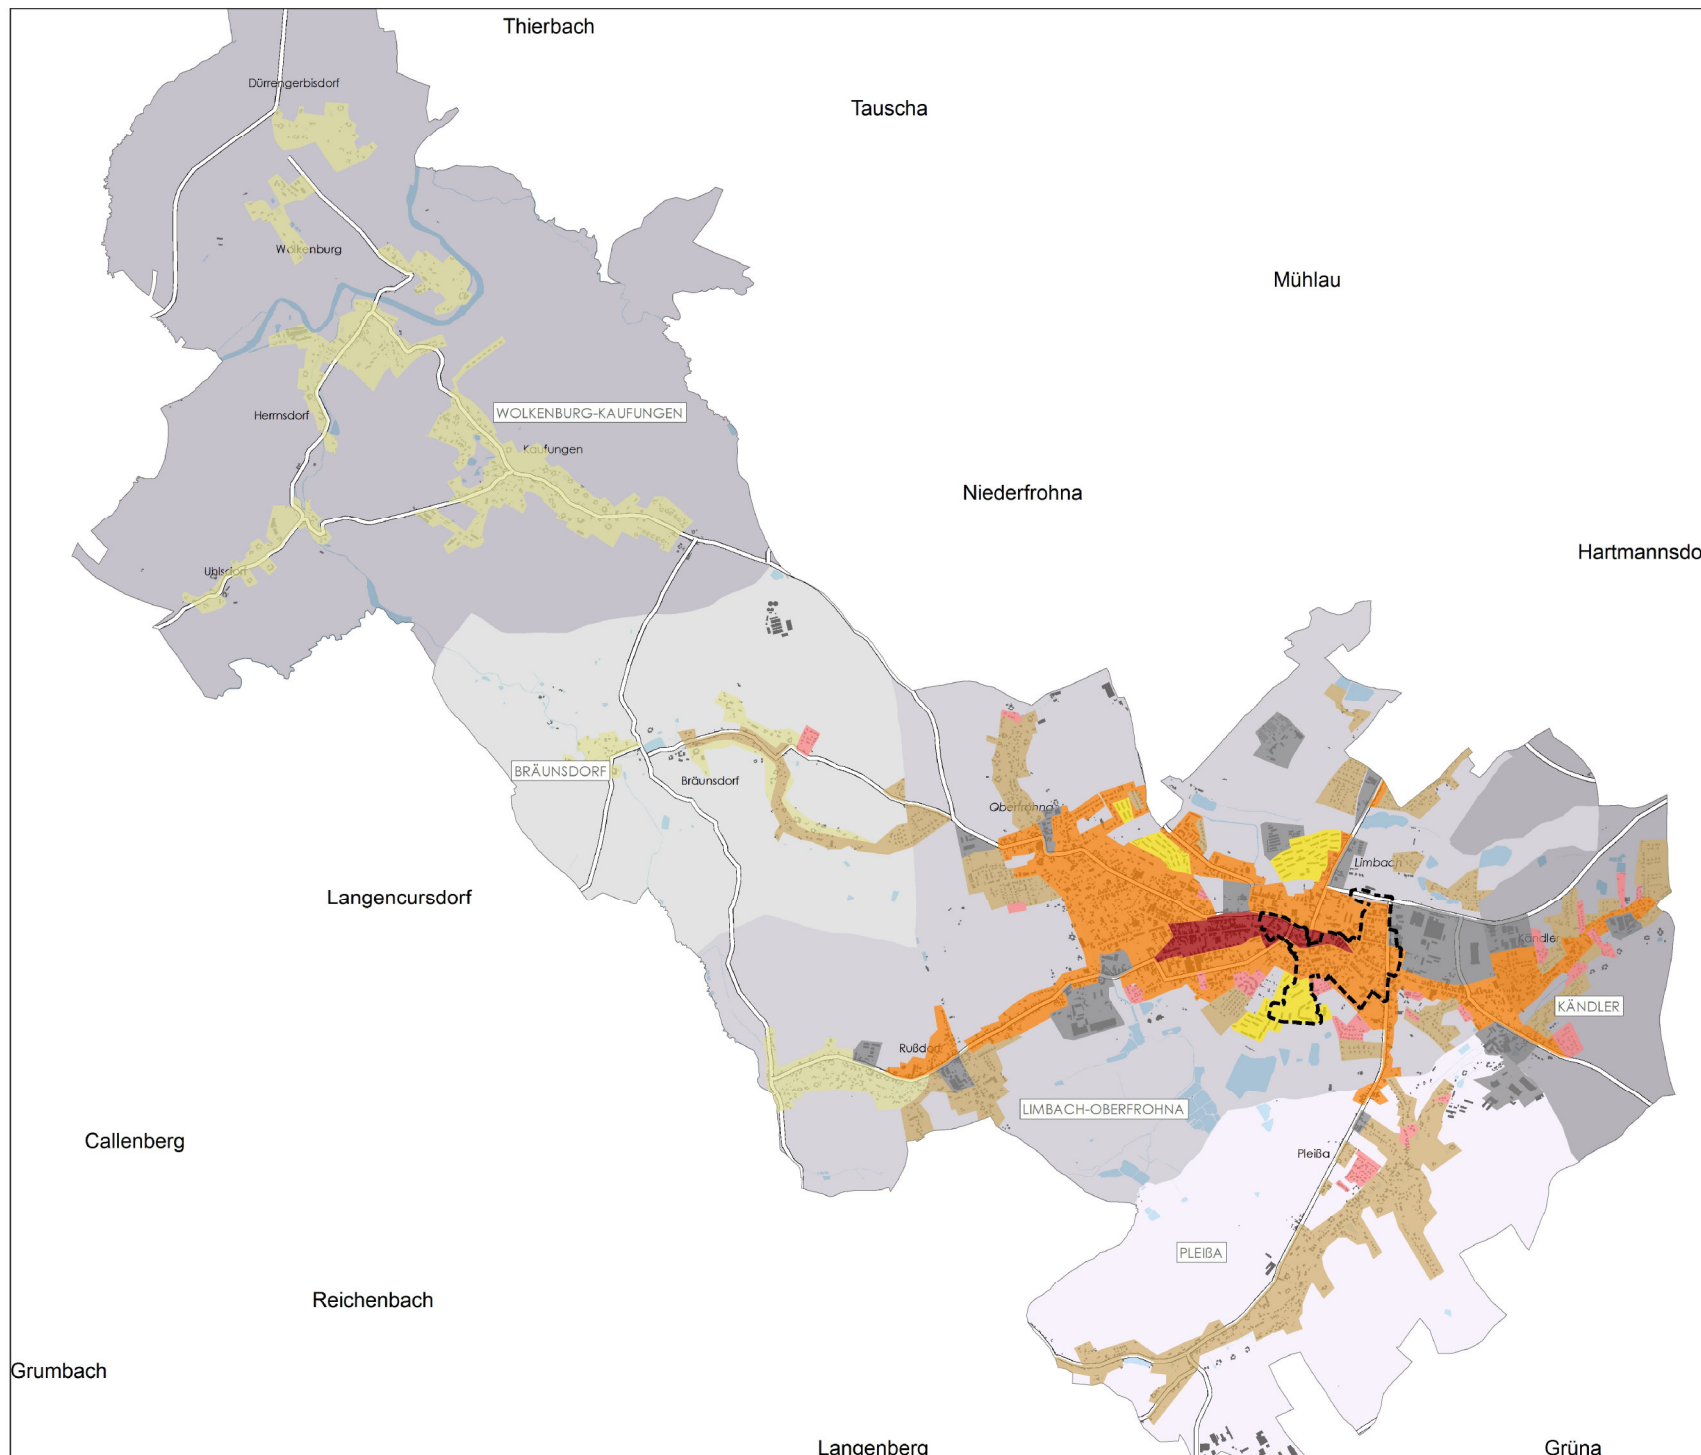 Thierbach
Dürrengerbisdorf
Tauscha
Wolkenburg
Mühlau
WOLKENBURG-KAUFUNGEN
Herrnsdorf
Kaufungen
Niederfrohna
Hartmannsdo
Uhlsdorf
BRÄUNSDORF
Bräunsdorf
Oberfrohna
Limbach
Langencursdorf
Kändler
KÄNDLER
Rußdorf
LIMBACH-OBERFROHNA
Callenberg
Pleißa
PLEIßA
Reichenbach
Grumbach
Langenberg
Grüna